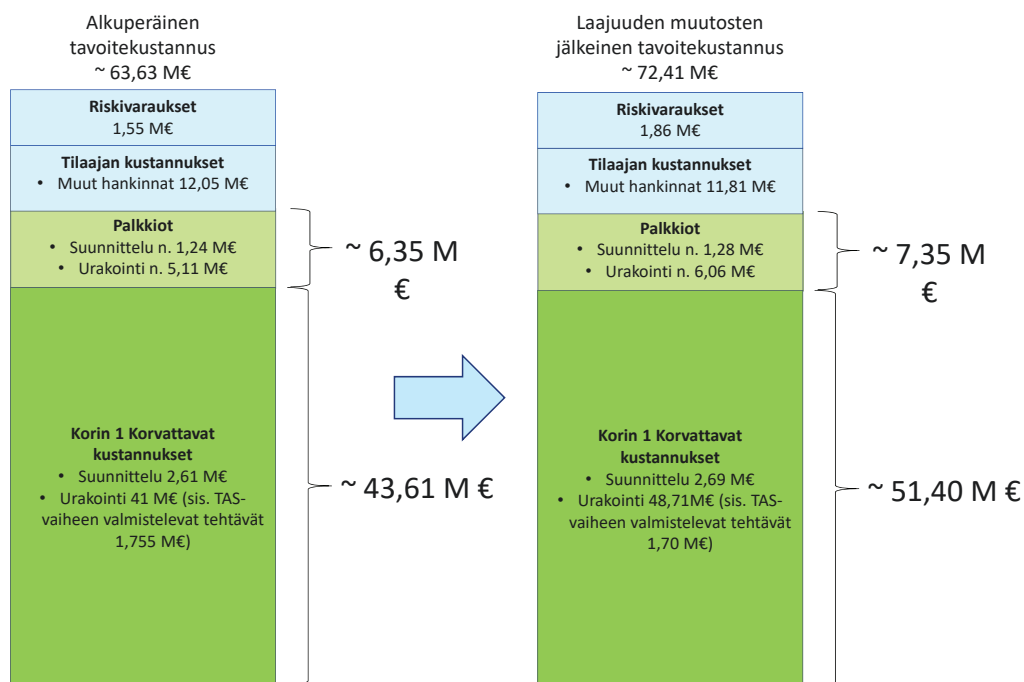 Alkuperäinen
tavoitekustannus
~ 63,63 M€
Riskivaraukset
1,55 M€
Tilaajan kustannukset
• Muut hankinnat 12,05 M€
Palkkiot
• Suunnittelu n. 1,24 M€
• Urakointi n. 5,11 M€
~ 6,35 M
€
Korin 1 Korvattavat
kustannukset
• Suunnittelu 2,61 M€
• Urakointi 41 M€ (sis. TAS-
vaiheen valmistelevat tehtävät
1,755 M€)
~ 43,61 M €
Laajuuden muutosten
jälkeinen tavoitekustannus
~ 72,41 M€
Riskivaraukset
1,86 M€
Tilaajan kustannukset
• Muut hankinnat 11,81 M€
Palkkiot
• Suunnittelu n. 1,28 M€
• Urakointi n. 6,06 M€
~ 7,35 M
€
Korin 1 Korvattavat
kustannukset
• Suunnittelu 2,69 M€
• Urakointi 48,71M€ (sis. TAS-
vaiheen valmistelevat tehtävät
1,70 M€)
~ 51,40 M €